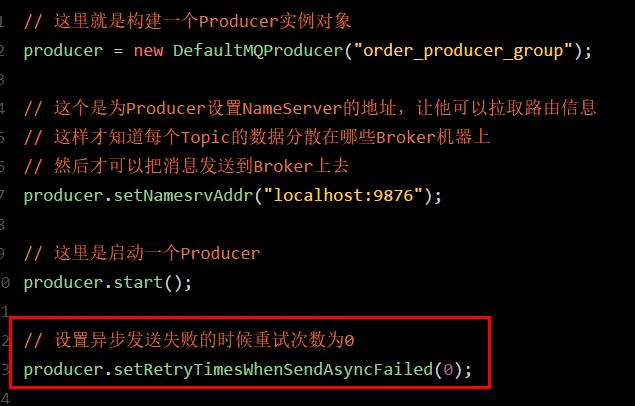 1 // 这里就是构建一个Producer实例对象
2 producer = new DefaultMQProducer("order_producer_group");
3
4 // 这个是为Producer设置NameServer的地址，让他可以拉取路由信息
5 // 这样才知道每个Topic的数据分散在哪些Broker机器上
6 // 然后才可以把消息发送到Broker上去
7 producer.setNamesrvAddr("localhost:9876");
8
9 // 这里是启动一个Producer
0 producer.start();
1
2 // 设置异步发送失败的时候重试次数为0
3 producer.setRetryTimesWhenSendAsyncFailed(0);
4